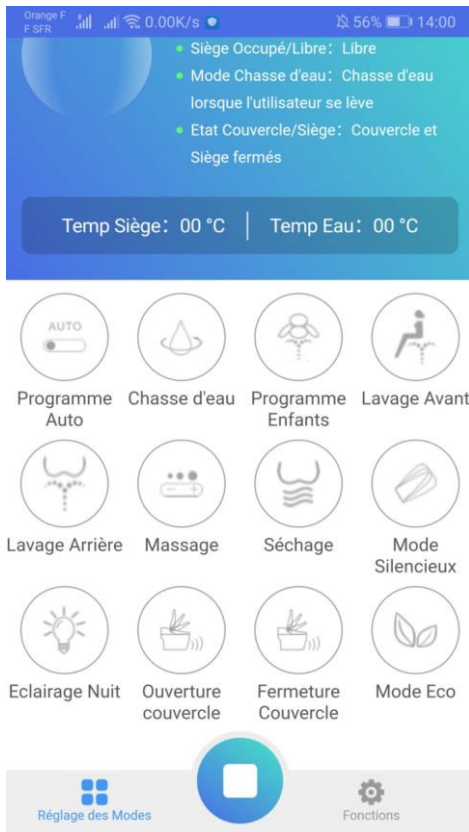 Orange F
F SFR
0.00K/s
56%
14:00
Siège Occupé/Libre： Libre
Mode Chasse d'eau： Chasse d'eau
lorsque l'utilisateur se lève
Etat Couvercle/Siège： Couvercle et
Siège fermés
Temp Siège： 00 °C
Temp Eau： 00 °C
AUTO
Programme
Auto
Chasse d'eau
Programme
Enfants
Lavage Avant
Lavage Arrière
Massage
Séchage
Mode
Silencieux
Eclairage Nuit
Ouverture
couvercle
Fermeture
Couvercle
Mode Eco
Réglage des Modes
Fonctions